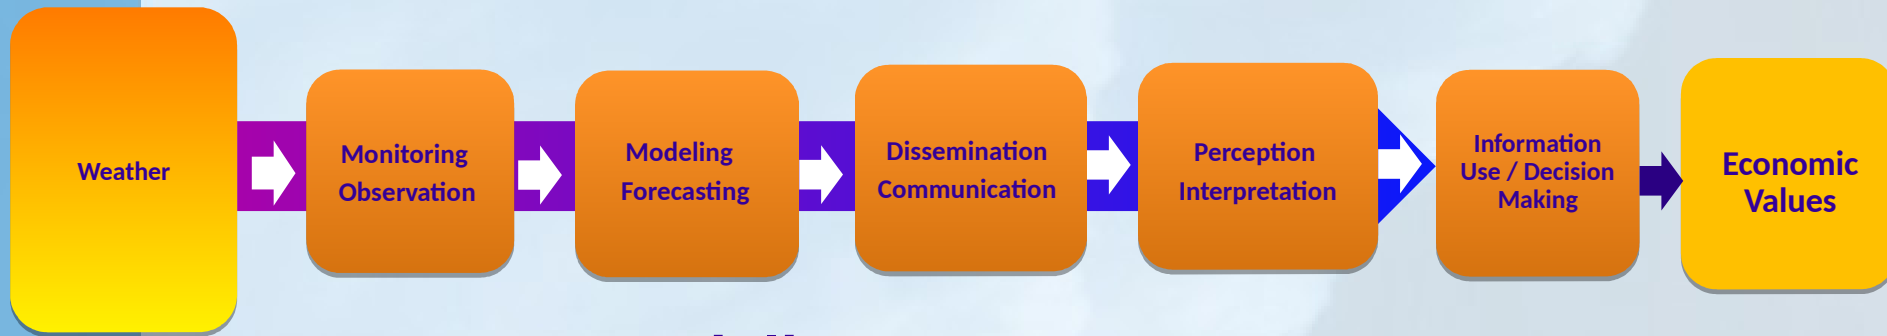 Weather
Monitoring
Observation
Modeling
Forecasting
Dissemination
Communication
Perception
Interpretation
Information
Use / Decision
Making
Economic
Values